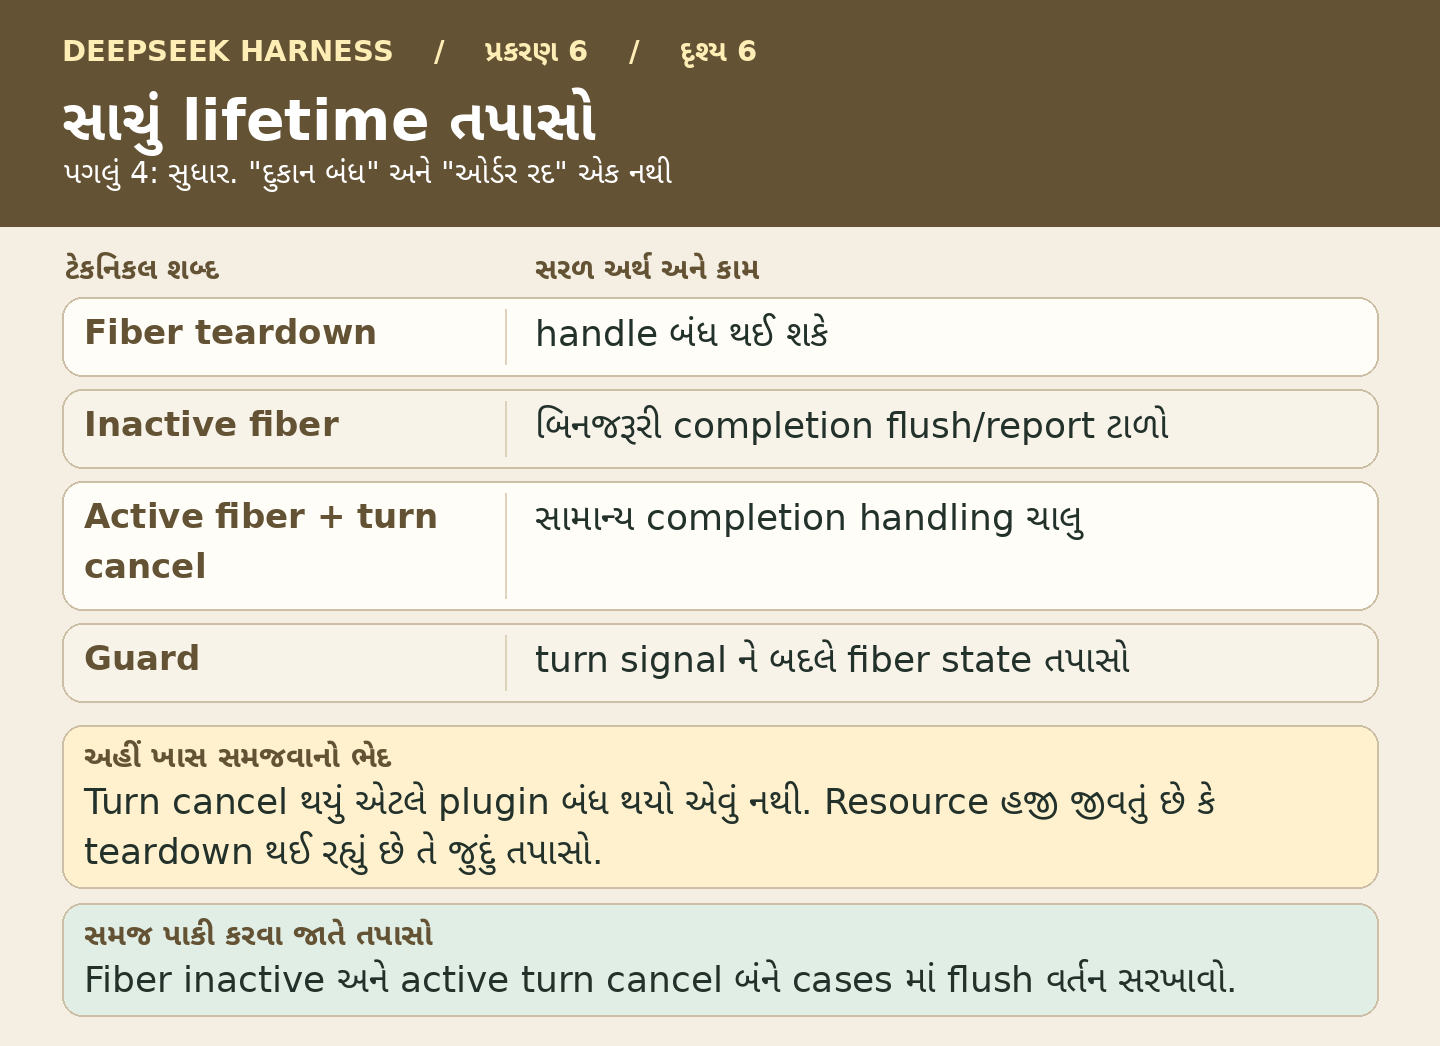 DEEPSEEK HARNESS / પ્રકરણ 6 / દૃશ્ય 6
સાચું lifetime તપાસો
પગલું 4: સુધાર. "દુકાન બંધ" અને "ઓર્ડર રદ" એક નથી
ટેકનિકલ શબ્દ સરળ અર્થ અને કામ
Fiber teardown handle બંધ થઈ શકે
Inactive fiber બિનજરૂરી completion flush/report ટાળો
Active fiber + turn સામાન્ય completion handling ચાલુ
cancel
Guard turn signal ને બદલે fiber state તપાસો
અહીં ખાસ સમજવાનો ભેદ
Turn cancel થયું એટલે plugin બંધ થયો એવું નથી. Resource હજી જીવતું છે કે
teardown થઈ રહ્યું છે તે જુદું તપાસો.
સમજ પાકી કરવા જાતે તપાસો
Fiber inactive અને active turn cancel બંને cases માં flush વર્તન સરખાવો.